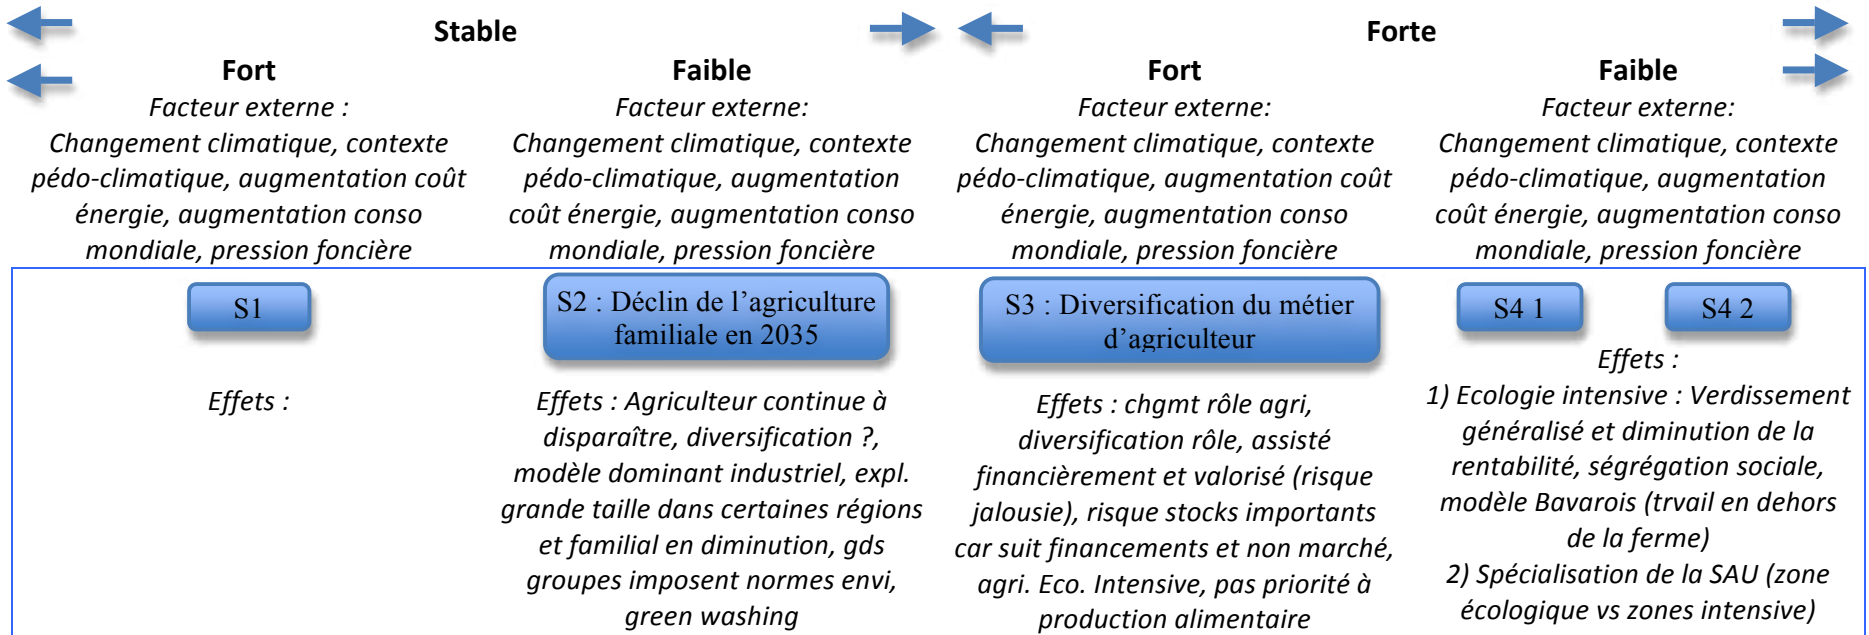 Stable
Forte
Fort
Faible
Fort
Faible
Facteur externe :
Changement climatique, contexte
pédo-climatique, augmentation coût
énergie, augmentation conso
mondiale, pression foncière
Facteur externe:
Changement climatique, contexte
pédo-climatique, augmentation
coût énergie, augmentation conso
mondiale, pression foncière
Facteur externe:
Changement climatique, contexte
pédo-climatique, augmentation coût
énergie, augmentation conso
mondiale, pression foncière
Facteur externe:
Changement climatique, contexte
pédo-climatique, augmentation
coût énergie, augmentation conso
mondiale, pression foncière
S1
Effets :
S2 : Déclin de l’agriculture
familiale en 2035
Effets : Agriculteur continue à
disparaître, diversification ?,
modèle dominant industriel, expl.
grande taille dans certaines régions
et familial en diminution, gds
groupes imposent normes envi,
green washing
S3 : Diversification du métier
d’agriculteur
Effets : chgmt rôle agri,
diversification rôle, assisté
financièrement et valorisé (risque
jalousie), risque stocks importants
car suit financements et non marché,
agri. Eco. Intensive, pas priorité à
production alimentaire
S4 1
S4 2
Effets :
1) Ecologie intensive : Verdissement
généralisé et diminution de la
rentabilité, ségrégation sociale,
modèle Bavarois (trvail en dehors
de la ferme)
2) Spécialisation de la SAU (zone
écologique vs zones intensive)